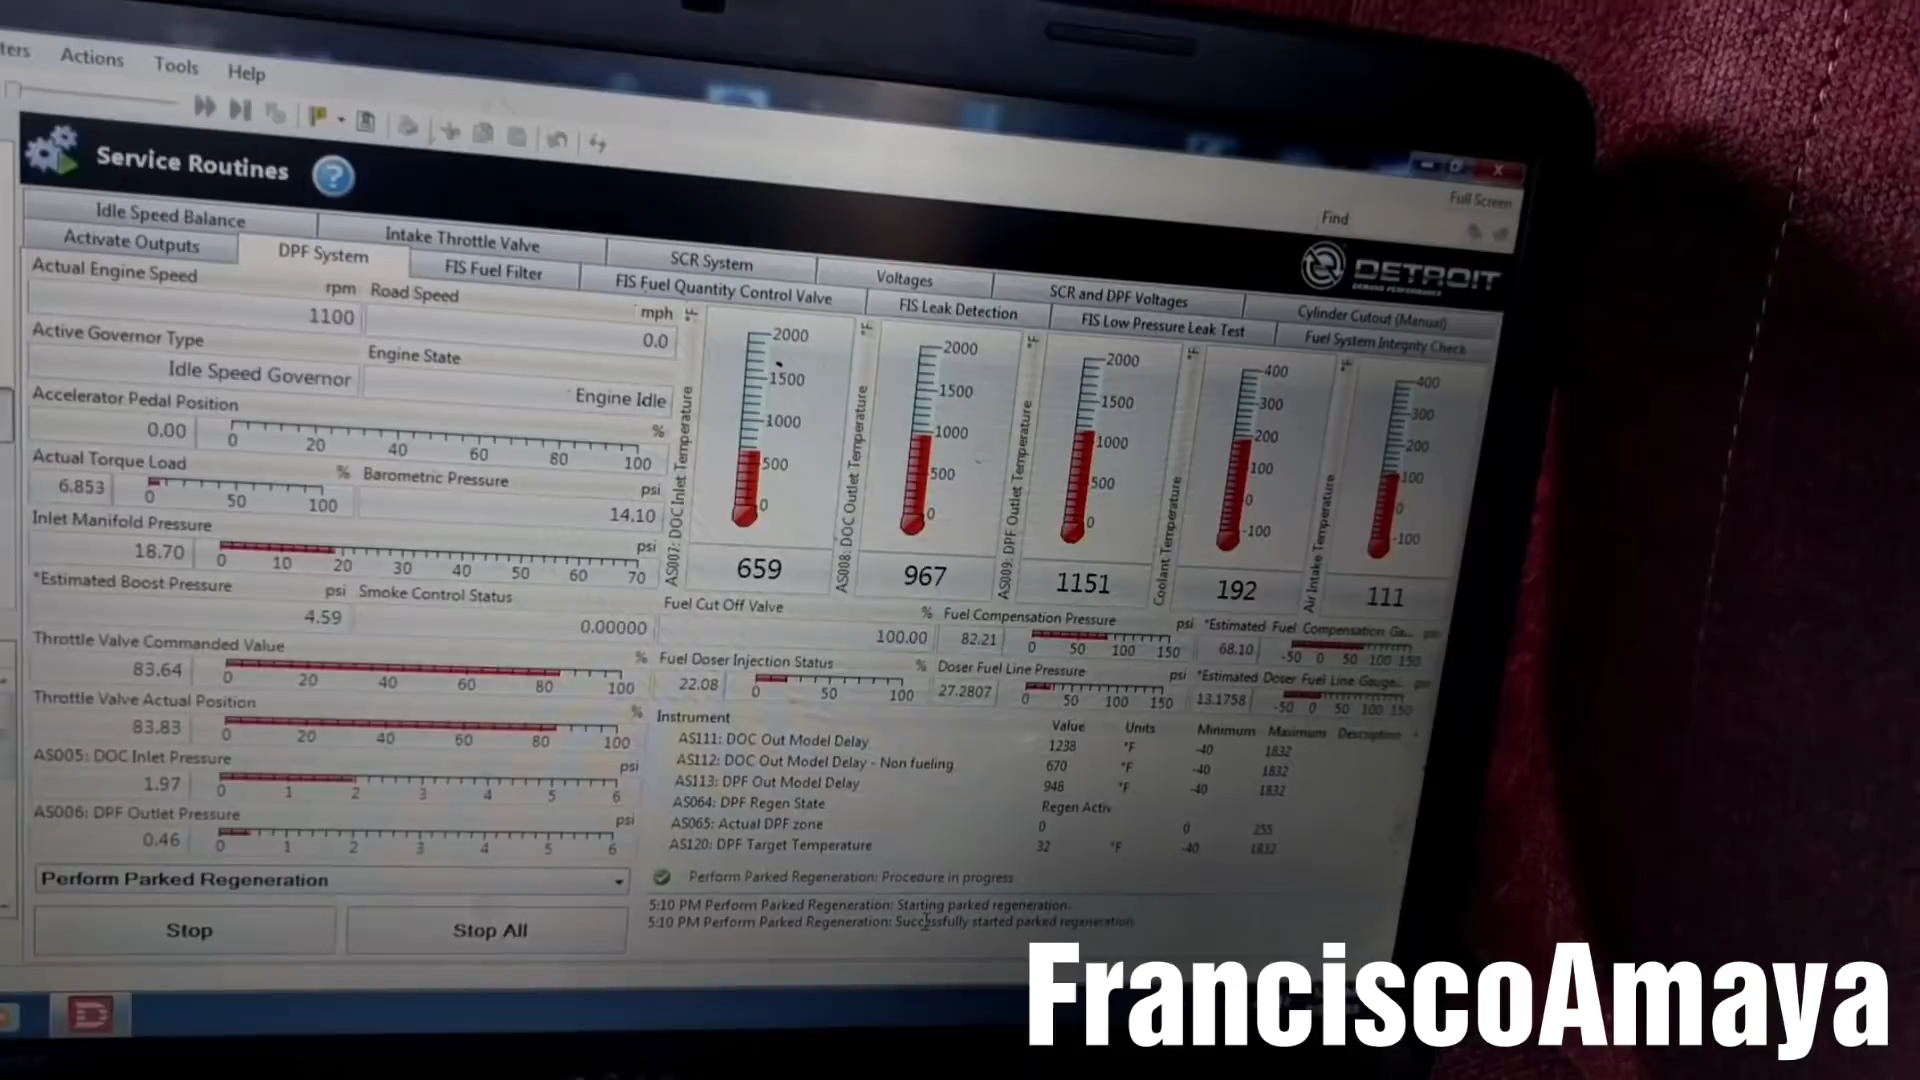 ters Actions Tools Help
Full Screen
Find
Service Routines ?
DETROIT
DEMAND PERFORMANCE
Idle Speed Balance Intake Throttle Valve SCR System Voltages SCR and DPF Voltages Cylinder Cutout (Manual)
Activate Outputs DPF System FIS Fuel Filter FIS Fuel Quantity Control Valve FIS Leak Detection FIS Low Pressure Leak Test Fuel System Integrity Check
Actual Engine Speed rpm Road Speed mph
1100 0.0
Active Governor Type Engine State
Idle Speed Governor Engine Idle
Accelerator Pedal Position %
0.00 0 20 40 60 80 100
Actual Torque Load % Barometric Pressure psi
6.853 0 50 100 14.10
Inlet Manifold Pressure psi
18.70 0 10 20 30 40 50 60 70
*Estimated Boost Pressure psi Smoke Control Status
4.59 0.00000
Throttle Valve Commanded Value %
83.64 0 20 40 60 80 100
Throttle Valve Actual Position %
83.83 0 20 40 60 80 100
AS005: DOC Inlet Pressure psi
1.97 0 1 2 3 4 5 6
AS006: DPF Outlet Pressure psi
0.46 0 1 2 3 4 5 6
Perform Parked Regeneration
Stop Stop All
AS007: DOC Inlet Temperature °F
2000 1500 1000 500 0
659
AS008: DOC Outlet Temperature °F
2000 1500 1000 500 0
967
AS009: DPF Outlet Temperature °F
2000 1500 1000 500 0
1151
Coolant Temperature °F
400 300 200 100 0 -100
192
Air Intake Temperature °F
400 300 200 100 0 -100
111
Fuel Cut Off Valve % Fuel Compensation Pressure psi *Estimated Fuel Compensation Ga... psi
100.00 82.21 0 50 100 150 68.10 -50 0 50 100 150
Fuel Doser Injection Status % Doser Fuel Line Pressure psi *Estimated Doser Fuel Line Gauge... psi
22.08 0 50 100 27.2807 0 50 100 150 13.1758 -50 0 50 100 150
Instrument Value Units Minimum Maximum Description
AS111: DOC Out Model Delay 1238 °F -40 1832
AS112: DOC Out Model Delay - Non fueling 670 °F -40 1832
AS113: DPF Out Model Delay 948 °F -40 1832
AS064: DPF Regen State Regen Activ
AS065: Actual DPF zone 0 0 255
AS120: DPF Target Temperature 32 °F -40 1832
Perform Parked Regeneration: Procedure in progress
5:10 PM Perform Parked Regeneration: Starting parked regeneration.
5:10 PM Perform Parked Regeneration: Successfully started parked regeneration.
FranciscoAmaya